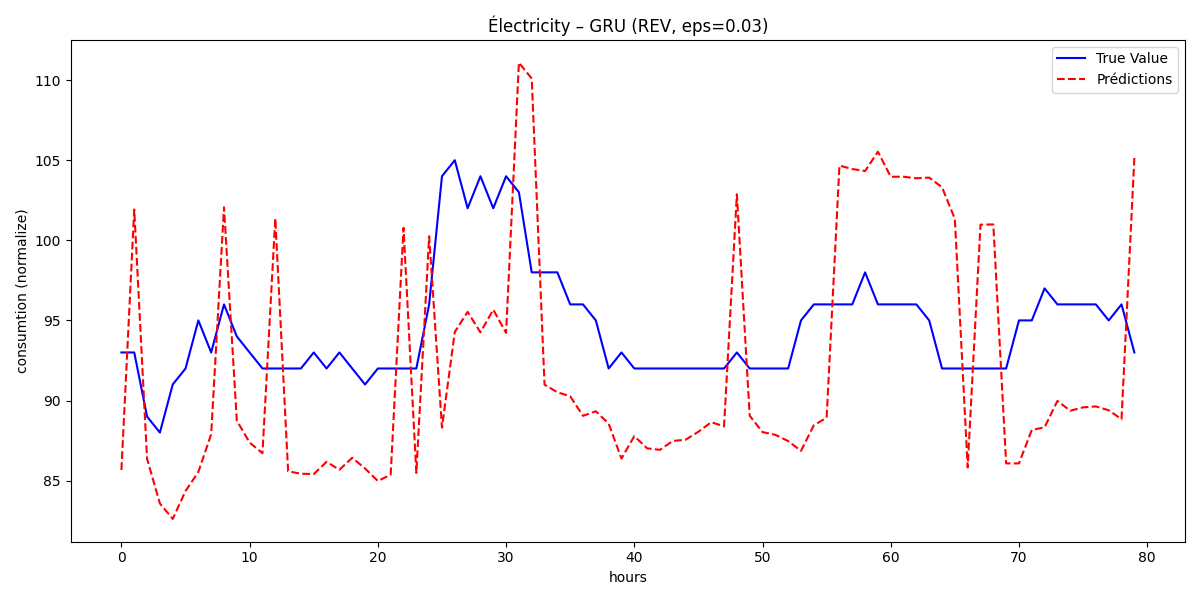 Électricity – GRU (REV, eps=0.03)
True Value
Prédictions
consumtion (normalize)
110
105
100
95
90
85
0 10 20 30 40 50 60 70 80
hours